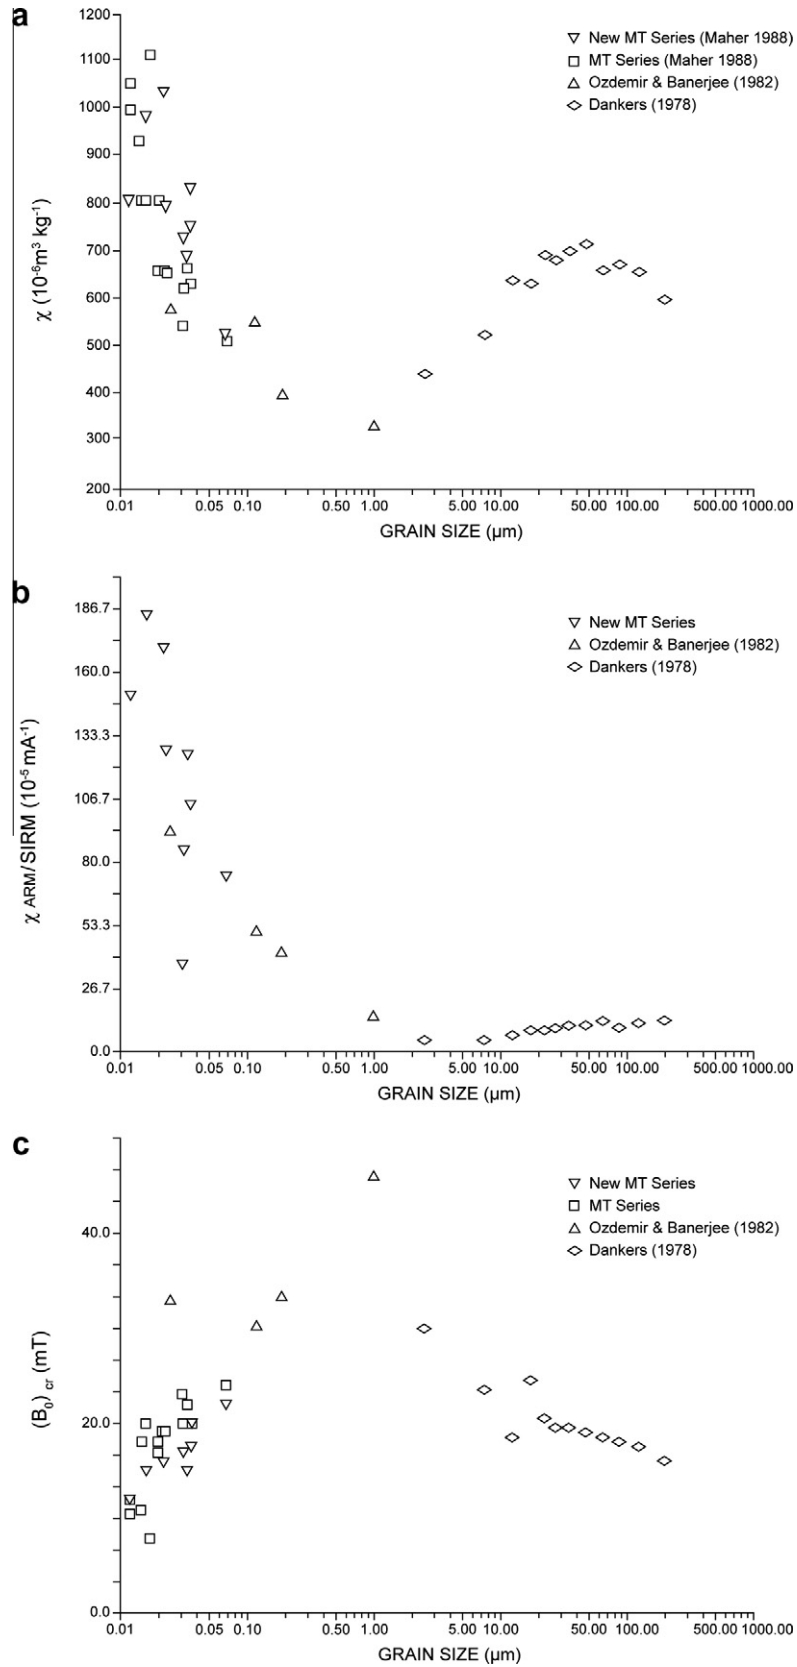 a
1200
1100
1000
900
800
700
600
500
400
300
200
χ (10-6m3 kg-1)
▽ New MT Series (Maher 1988)
□ MT Series (Maher 1988)
△ Ozdemir & Banerjee (1982)
◇ Dankers (1978)
0.01 0.05 0.10 1.00 5.00 10.00 50.00 100.00 500.00 1000.00
GRAIN SIZE (µm)
b
186.7
160.0
133.3
106.7
80.0
53.3
26.7
0.0
χ ARM/SIRM (10-5 mA-1)
▽ New MT Series
△ Ozdemir & Banerjee (1982)
◇ Dankers (1978)
0.01 0.05 0.10 1.00 5.00 10.00 50.00 100.00 500.00 1000.00
GRAIN SIZE (µm)
c
40.0
20.0
0.0
(B0) cr (mT)
▽ New MT Series
□ MT Series
△ Ozdemir & Banerjee (1982)
◇ Dankers (1978)
0.01 0.05 0.10 1.00 5.00 10.00 50.00 100.00 500.00 1000.00
GRAIN SIZE (µm)